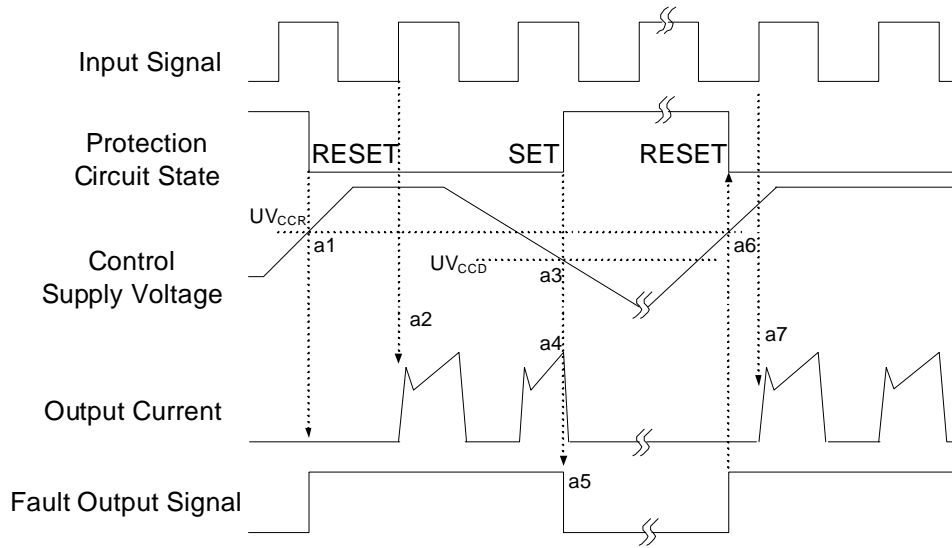 Input Signal
Protection
Circuit State
RESET
SET
RESET
UVCCR
a1
a6
Control
Supply Voltage
UVCCD
a3
a2
a4
a7
Output Current
a5
Fault Output Signal